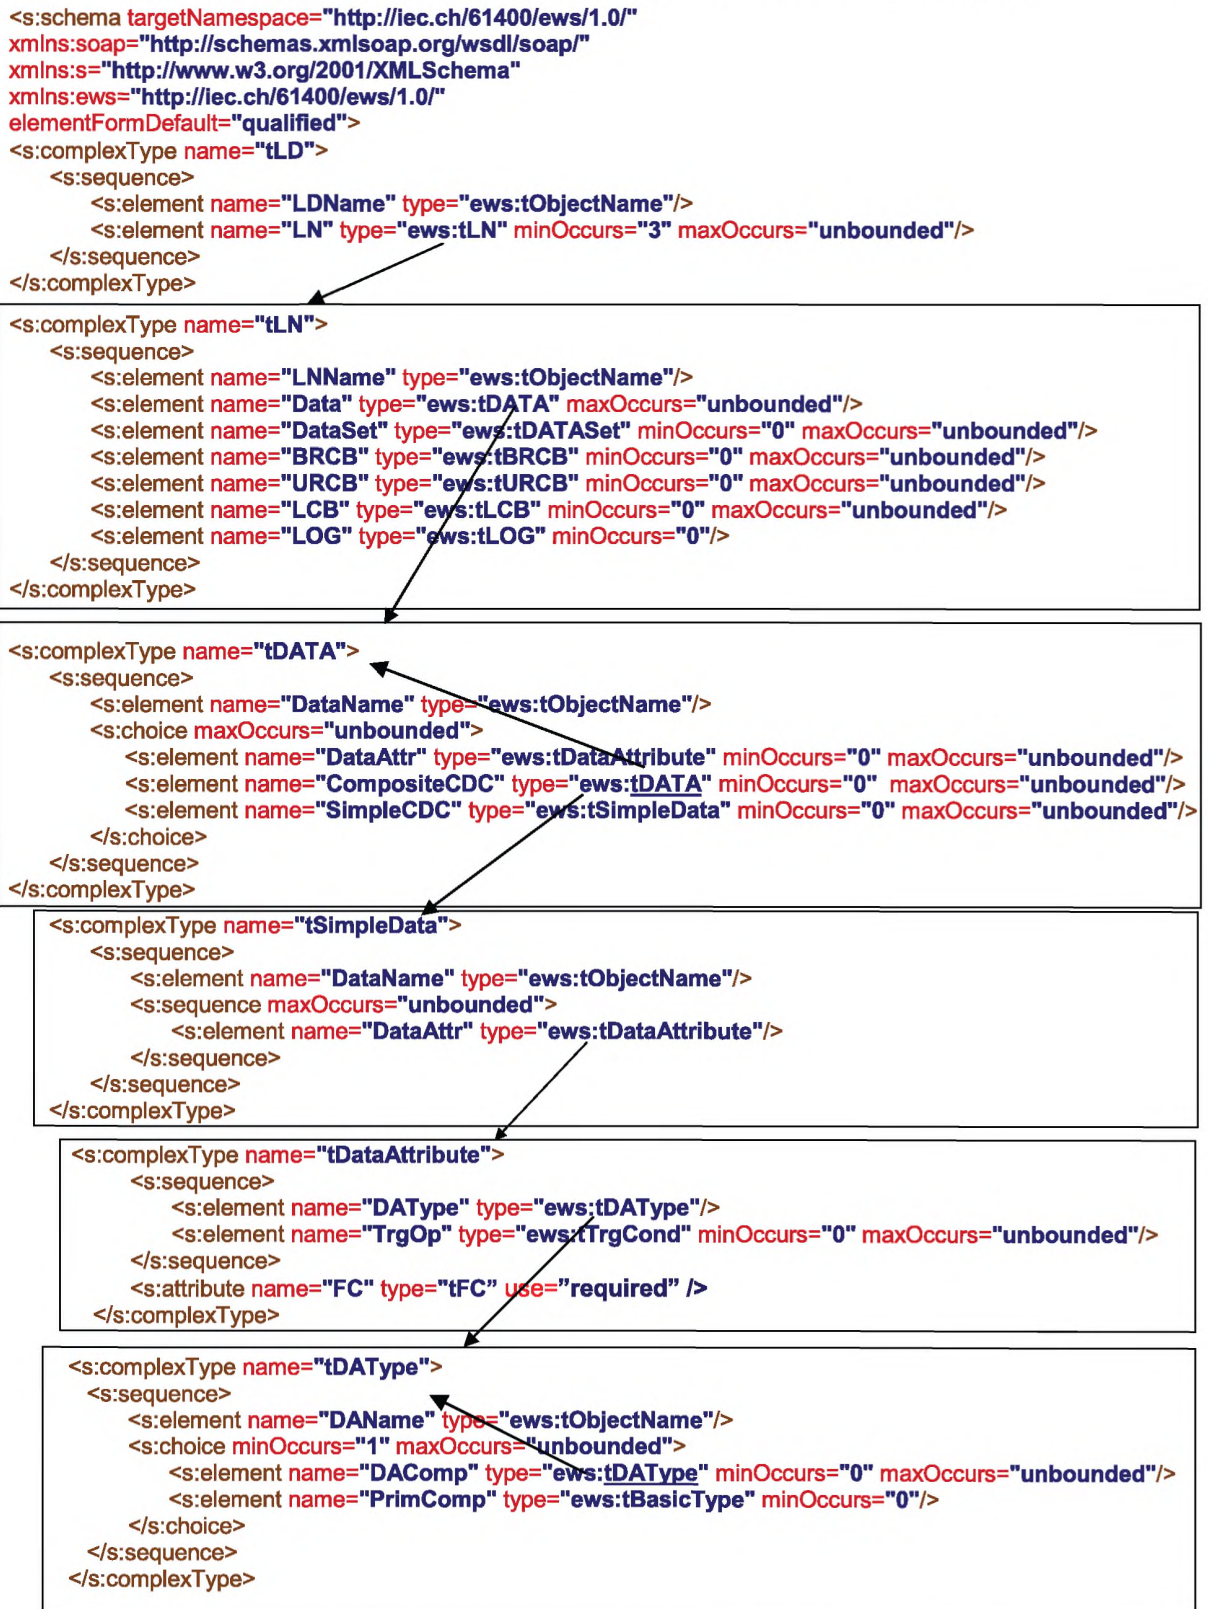 <s:schema targetNamespace="http://iec.ch/61400/ews/1.0/"
xmlns:soap="http://schemas.xmlsoap.org/wsdl/soap/"
xmlns:s="http://www.w3.org/2001/XMLSchema"
xmlns:ews="http://iec.ch/61400/ews/1.0/"
elementFormDefault="qualified">
<s:complexType name="tLD">
<s:sequence>
<s:element name="LDName" type="ews:tObjectName"/>
<s:element name="LN" type="ews:tLN" minOccurs="3" maxOccurs="unbounded"/>
</s:sequence>
</s:complexType>
<s:complexType name="tLN">
<s:sequence>
<s:element name="LNName" type="ews:tObjectName"/>
<s:element name="Data" type="ews:tDATA" maxOccurs="unbounded"/>
<s:element name="DataSet" type="ews:tDATASet" minOccurs="0" maxOccurs="unbounded"/>
<s:element name="BRCB" type="ews:tBRCB" minOccurs="0" maxOccurs="unbounded"/>
<s:element name="URCB" type="ews:tURCB" minOccurs="0" maxOccurs="unbounded"/>
<s:element name="LCB" type="ews:tLCB" minOccurs="0" maxOccurs="unbounded"/>
<s:element name="LOG" type="ews:tLOG" minOccurs="0"/>
</s:sequence>
</s:complexType>
<s:complexType name="tDATA">
<s:sequence>
<s:element name="DataName" type="ews:tObjectName"/>
<s:choice maxOccurs="unbounded">
<s:element name="DataAttr" type="ews:tDataAttribute" minOccurs="0" maxOccurs="unbounded"/>
<s:element name="CompositeCDC" type="ews:tDATA" minOccurs="0" maxOccurs="unbounded"/>
<s:element name="SimpleCDC" type="ews:tSimpleData" minOccurs="0" maxOccurs="unbounded"/>
</s:choice>
</s:sequence>
</s:complexType>
<s:complexType name="tSimpleData">
<s:sequence>
<s:element name="DataName" type="ews:tObjectName"/>
<s:sequence maxOccurs="unbounded">
<s:element name="DataAttr" type="ews:tDataAttribute"/>
</s:sequence>
</s:sequence>
</s:complexType>
<s:complexType name="tDataAttribute">
<s:sequence>
<s:element name="DAType" type="ews:tDAType"/>
<s:element name="TrgOp" type="ews:tTrgCond" minOccurs="0" maxOccurs="unbounded"/>
</s:sequence>
<s:attribute name="FC" type="tFC” use=”required” />
</s:complexType>
<s:complexType name="tDAType">
<s:sequence>
<s:element name="DAName" type="ews:tObjectName"/>
<s:choice minOccurs="1" maxOccurs="unbounded">
<s:element name="DAComp" type="ews:tDAType" minOccurs="0" maxOccurs="unbounded"/>
<s:element name="PrimComp" type="ews:tBasicType" minOccurs="0"/>
</s:choice>
</s:sequence>
</s:complexType>